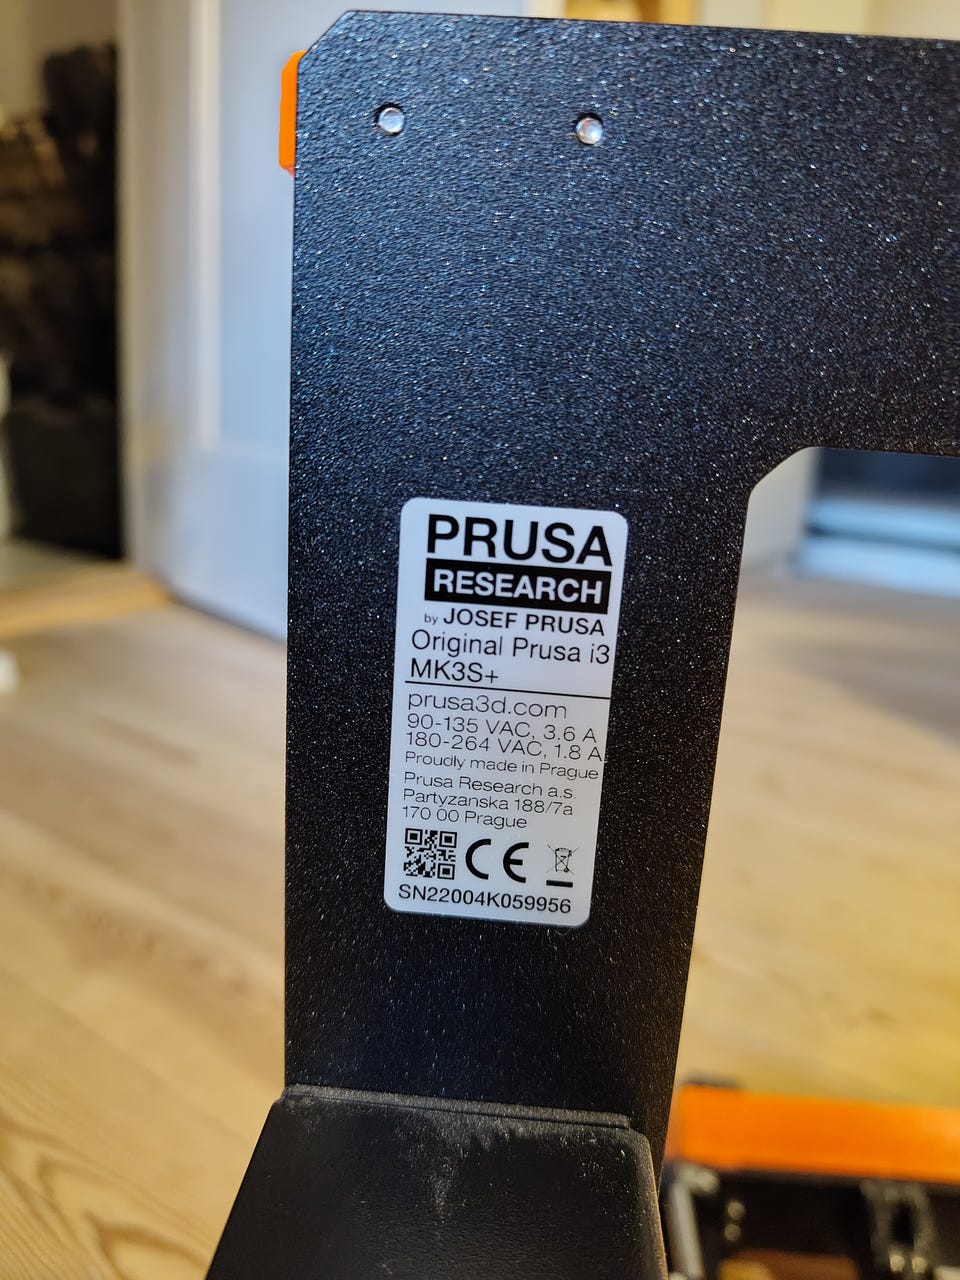 PRUSA
RESEARCH
by JOSEF PRUSA
Original Prusa i3
MK3S+
prusa3d.com
90-135 VAC, 3.6 A
180-264 VAC, 1.8 A
Proudly made in Prague
Prusa Research a.s.
Partyzanska 188/7a
170 00 Prague
CE
SN22004K059956